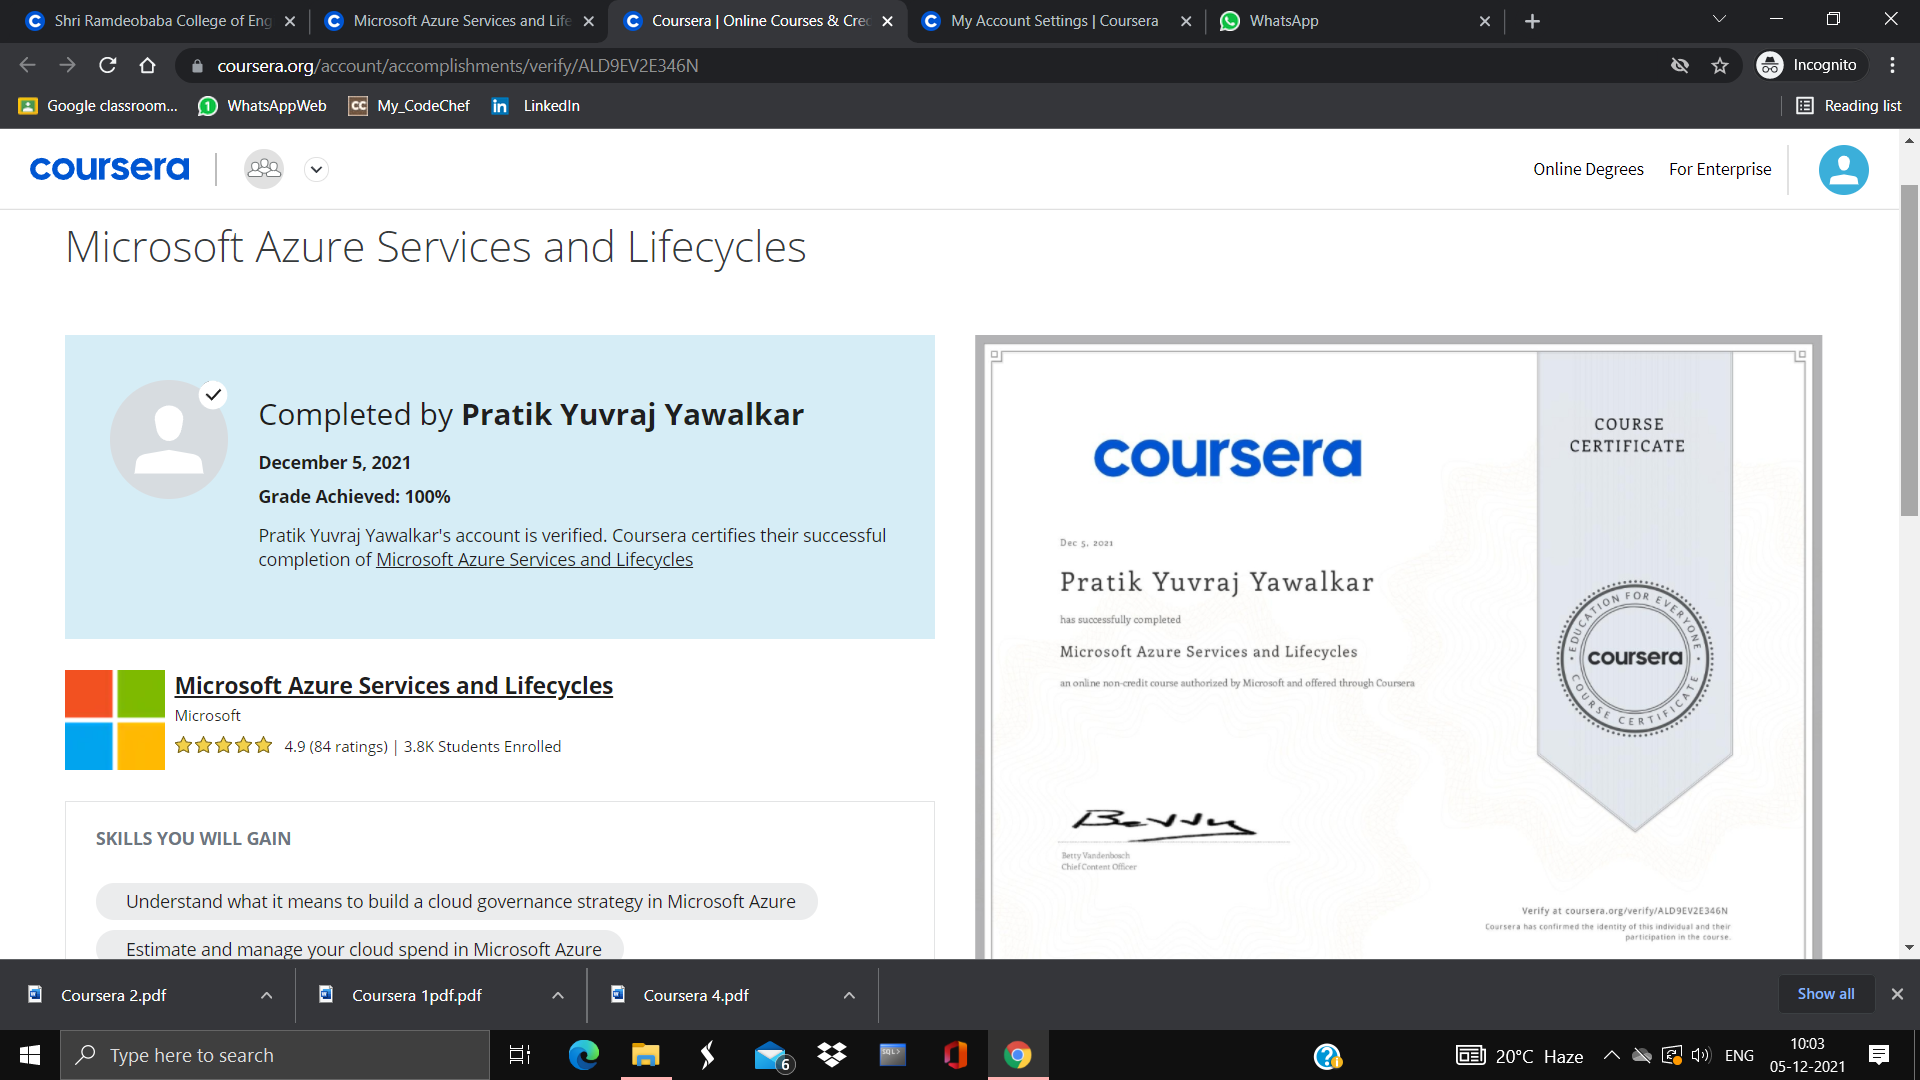 Shri Ramdeobaba College of Eng
Microsoft Azure Services and Life
Coursera | Online Courses & Cre
My Account Settings | Coursera
WhatsApp
coursera.org/account/accomplishments/verify/ALD9EV2E346N
Incognito
Google classroom...
WhatsAppWeb
CC
My_CodeChef
in
LinkedIn
Reading list
coursera
Online Degrees
For Enterprise
Microsoft Azure Services and Lifecycles
Completed by Pratik Yuvraj Yawalkar
December 5, 2021
Grade Achieved: 100%
Pratik Yuvraj Yawalkar's account is verified. Coursera certifies their successful
completion of Microsoft Azure Services and Lifecycles
Microsoft Azure Services and Lifecycles
Microsoft
4.9 (84 ratings) | 3.8K Students Enrolled
SKILLS YOU WILL GAIN
Understand what it means to build a cloud governance strategy in Microsoft Azure
Estimate and manage your cloud spend in Microsoft Azure
COURSE
CERTIFICATE
coursera
Dec 5, 2021
Pratik Yuvraj Yawalkar
has successfully completed
Microsoft Azure Services and Lifecycles
an online non-credit course authorized by Microsoft and offered through Coursera
EDUCATION FOR EVERYONE
coursera
COURSE CERTIFICATE
Betty
Betty Vandenbosch
Chief Content Officer
Verify at coursera.org/verify/ALD9EV2E346N
Coursera has confirmed the identity of this individual and their
participation in the course.
Coursera 2.pdf
Coursera 1pdf.pdf
Coursera 4.pdf
Show all
Type here to search
SQL>
6
20°C Haze
ENG
10:03
05-12-2021